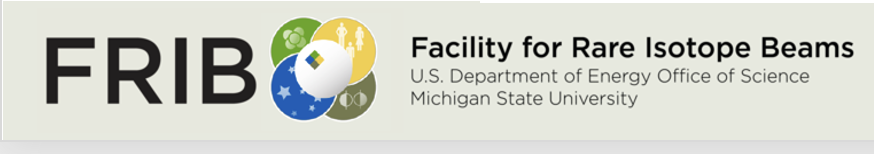 FRIB
Facility for Rare Isotope Beams
U.S. Department of Energy Office of Science
Michigan State University